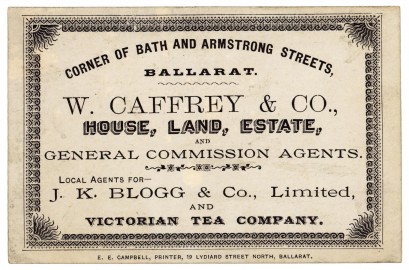 CORNER OF BATH AND ARMSTRONG STREETS,
BALLARAT.
W. CAFFREY & CO.,
HOUSE, LAND, ESTATE,
AND
GENERAL COMMISSION AGENTS.
LOCAL AGENTS FOR—
J. K. BLOGG & Co., Limited,
AND
VICTORIAN TEA COMPANY.
E. E. CAMPBELL, PRINTER, 19 LYDIARD STREET NORTH, BALLARAT.